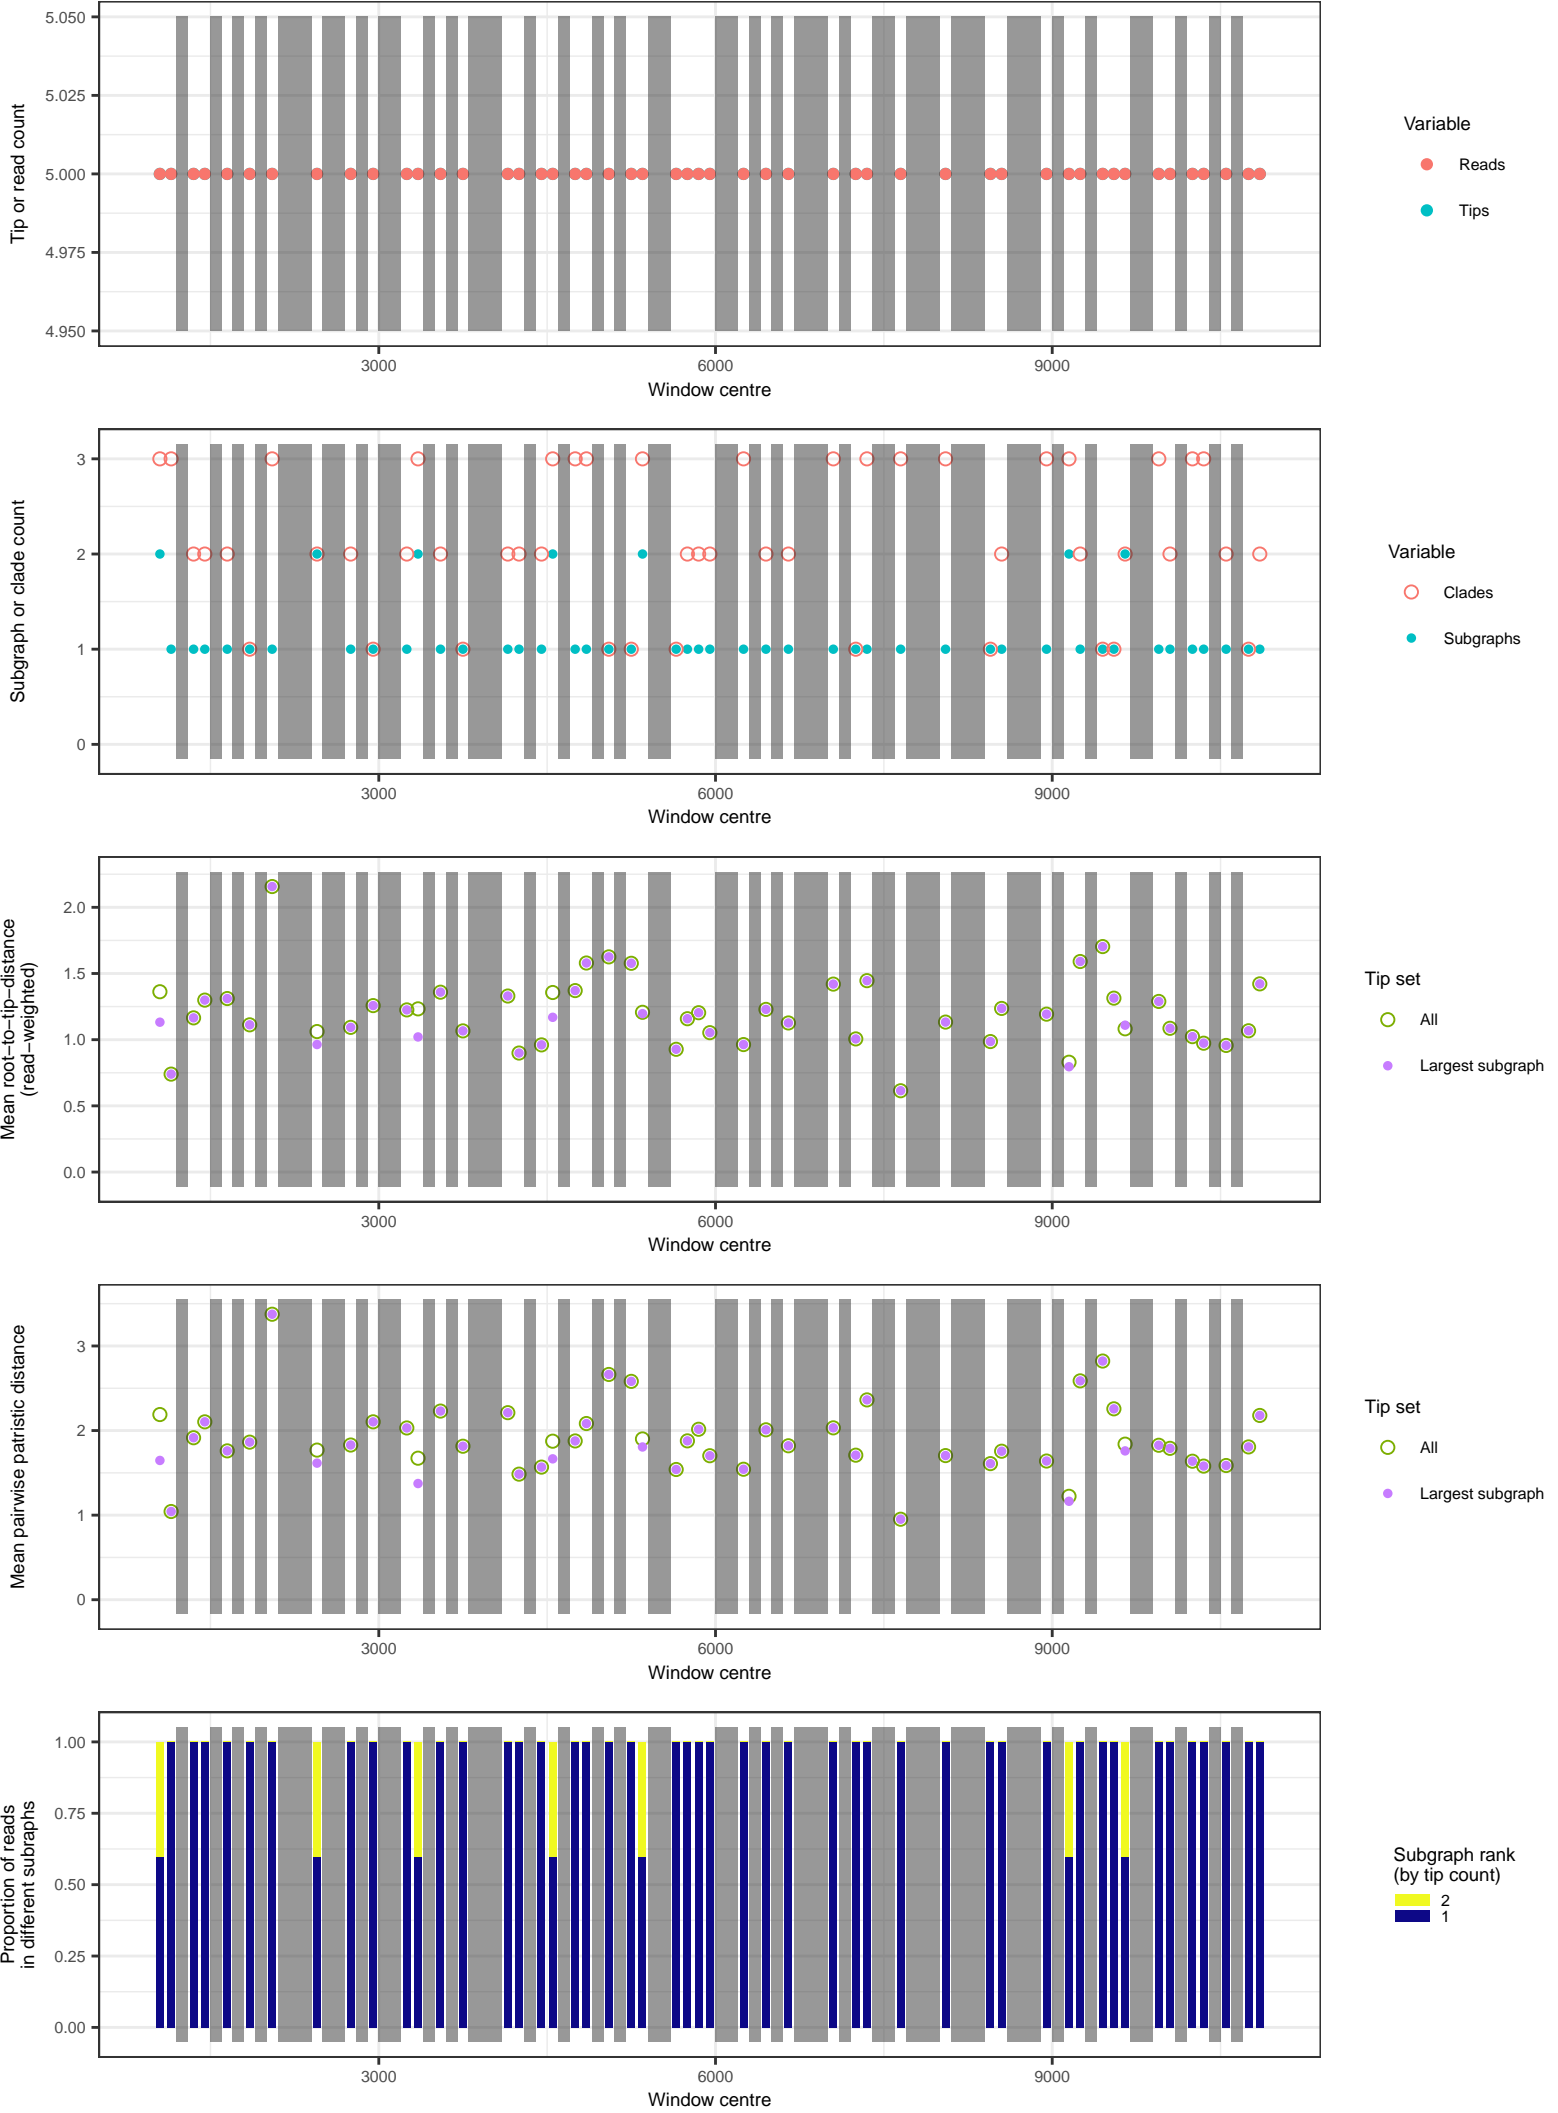 5.050
5.025
5.000
4.975
4.950
Tip or read count
3000
6000
9000
Window centre
Variable
Reads
Tips
3
2
1
0
Subgraph or clade count
3000
6000
9000
Window centre
Variable
Clades
Subgraphs
2.0
1.5
1.0
0.5
0.0
Mean root−to−tip−distance
(read−weighted)
3000
6000
9000
Window centre
Tip set
All
Largest subgraph
3
2
1
0
Mean pairwise patristic distance
3000
6000
9000
Window centre
Tip set
All
Largest subgraph
1.00
0.75
0.50
0.25
0.00
Proportion of reads
in different subraphs
3000
6000
9000
Window centre
Subgraph rank
(by tip count)
2
1